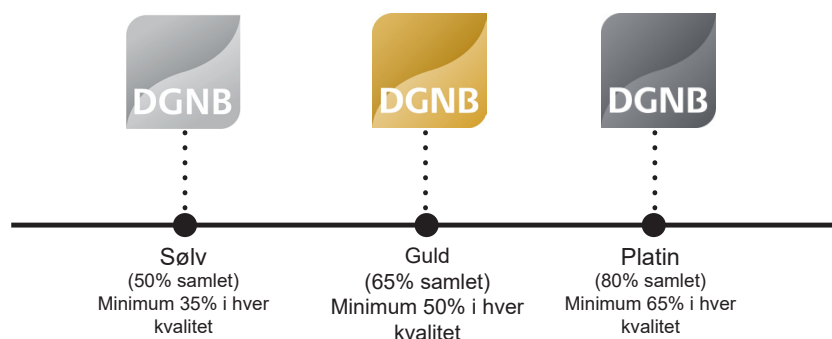 DGNB
DGNB
DGNB
Sølv
(50% samlet)
Minimum 35% i hver
kvalitet
Guld
(65% samlet)
Minimum 50% i hver
kvalitet
Platin
(80% samlet)
Minimum 65% i hver
kvalitet